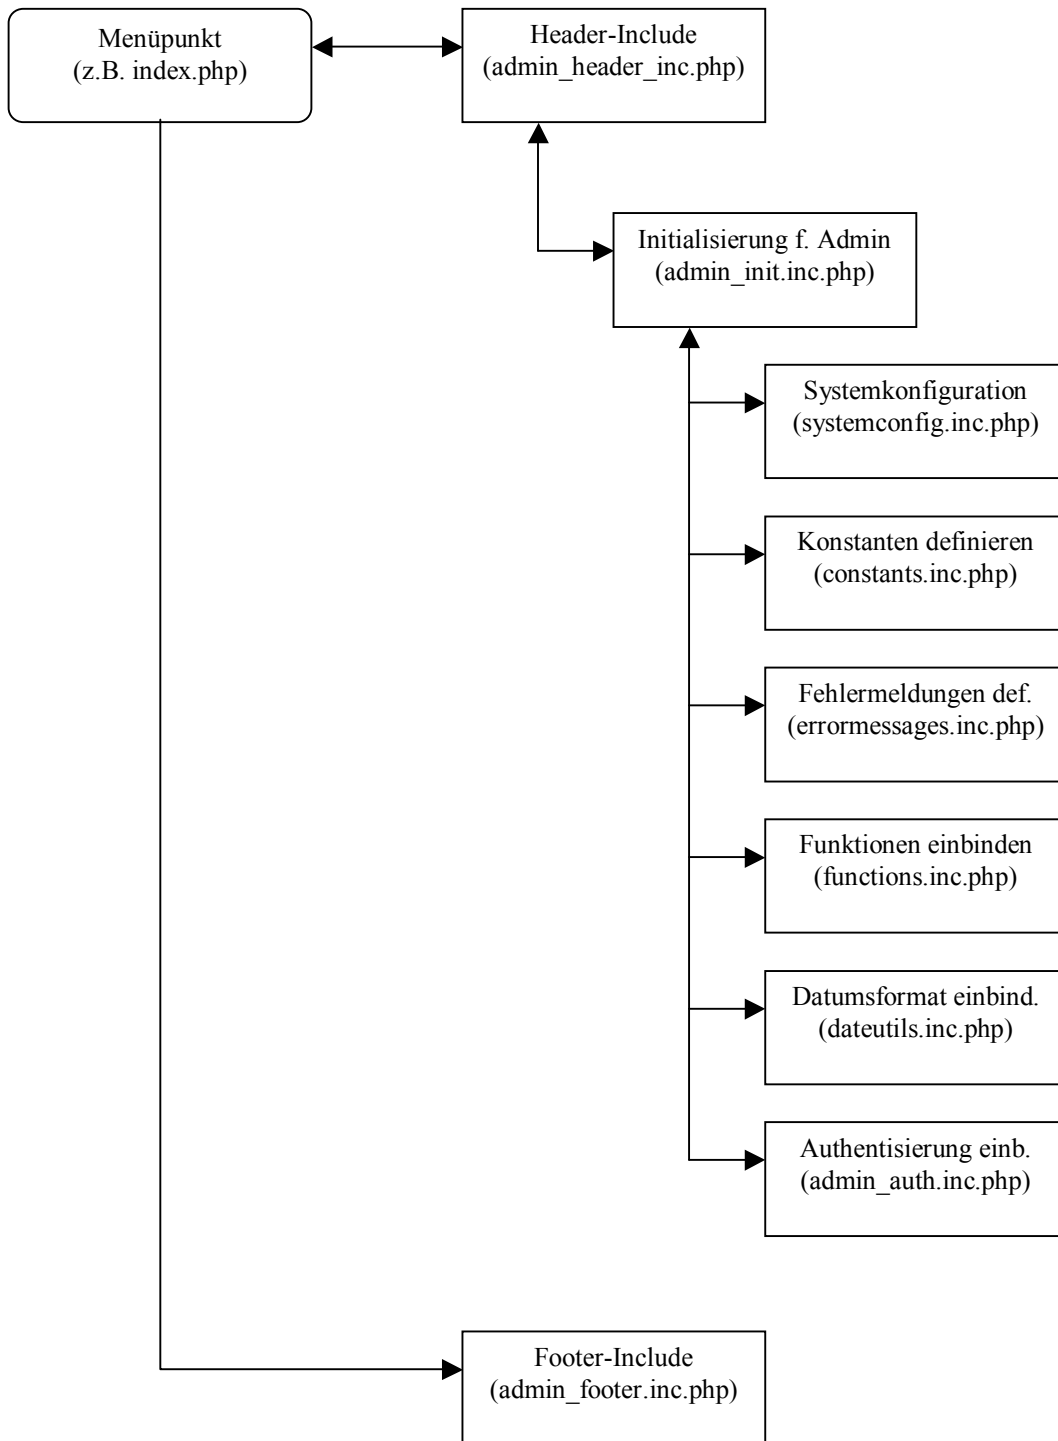 Menüpunkt
(z.B. index.php)
Header-Include
(admin_header_inc.php)
Initialisierung f. Admin
(admin_init.inc.php)
Systemkonfiguration
(systemconfig.inc.php)
Konstanten definieren
(constants.inc.php)
Fehlermeldungen def.
(errormessages.inc.php)
Funktionen einbinden
(functions.inc.php)
Datumsformat einbind.
(dateutils.inc.php)
Authentisierung einb.
(admin_auth.inc.php)
Footer-Include
(admin_footer.inc.php)